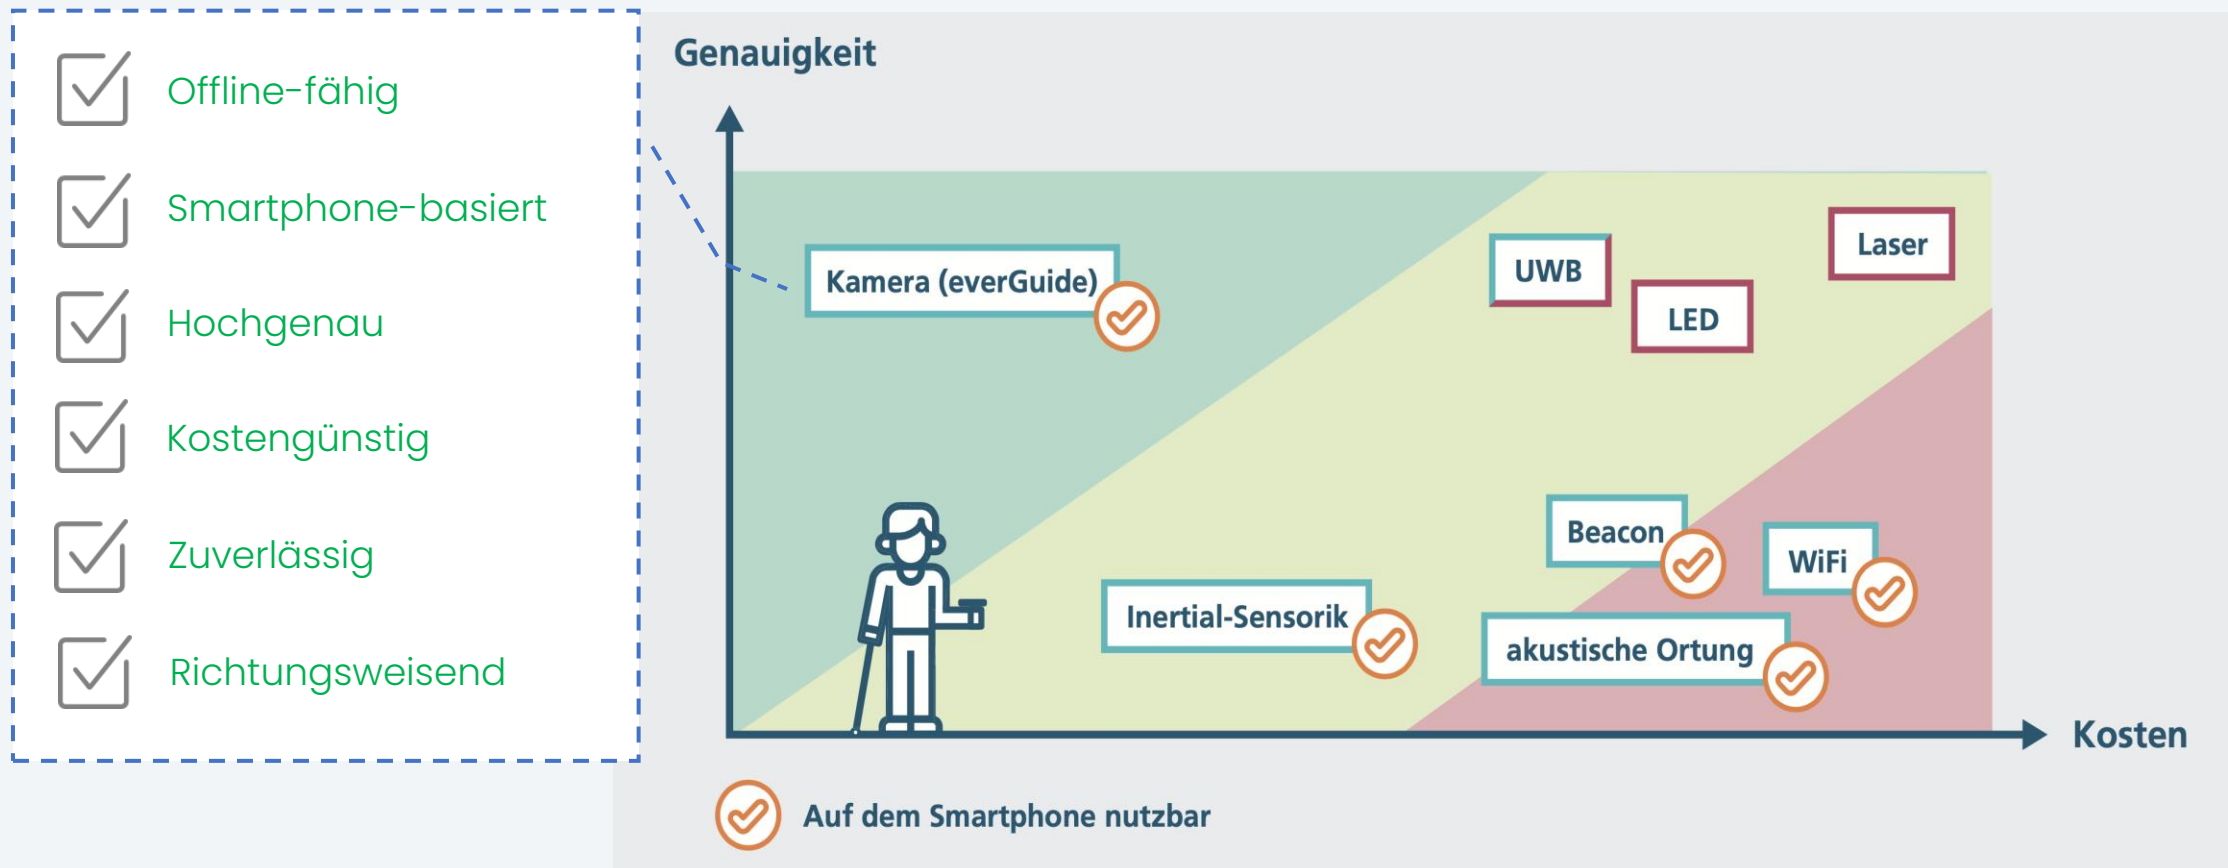 Offline-fähig
Smartphone-basiert
Hochgenau
Kostengünstig
Zuverlässig
Richtungsweisend
Genauigkeit
Kamera (everGuide)
UWB
LED
Laser
Beacon
WiFi
Inertial-Sensorik
akustische Ortung
Kosten
Auf dem Smartphone nutzbar